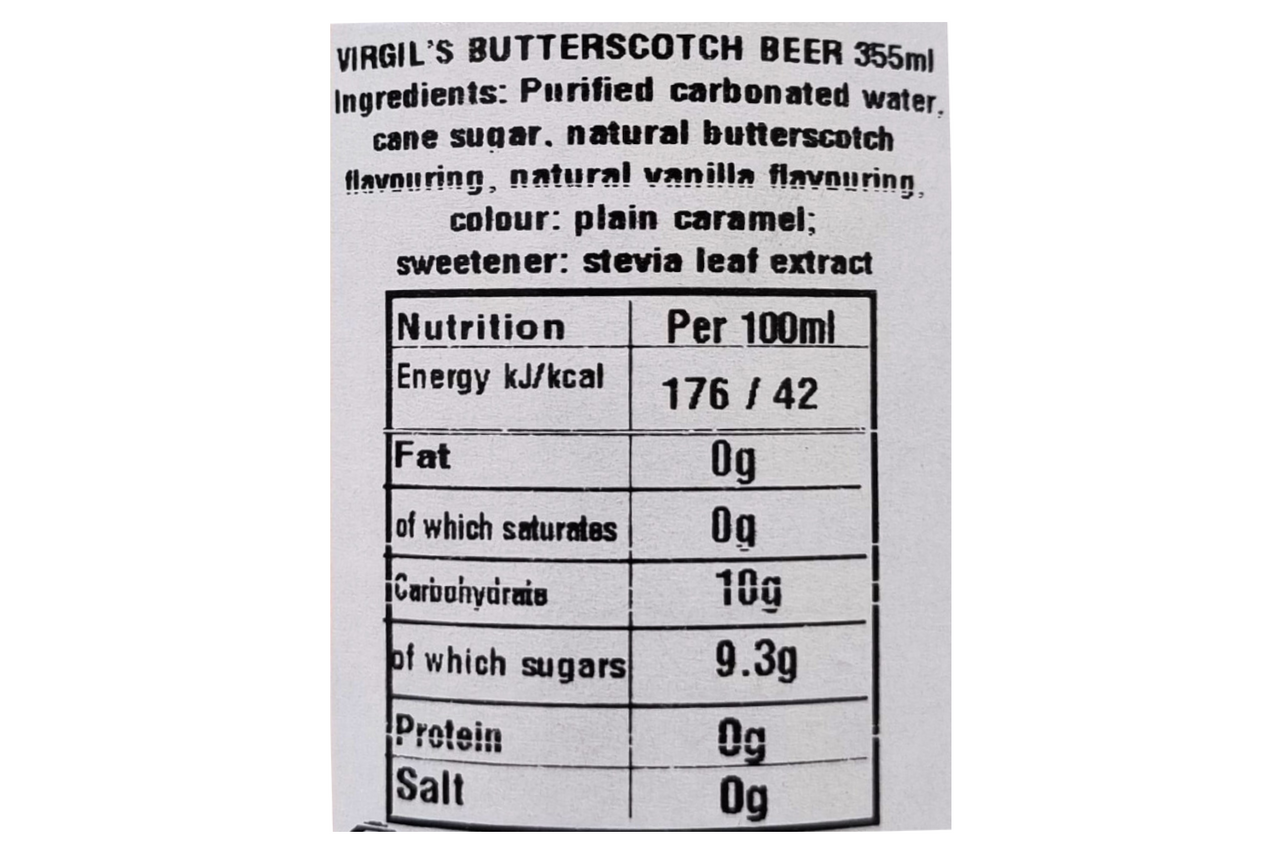 VIRGIL'S BUTTERSCOTCH BEER 355ml
Ingredients: Purified carbonated water,
cane sugar, natural butterscotch
flavouring, natural vanilla flavouring,
colour: plain caramel;
sweetener: stevia leaf extract
Nutrition Per 100ml
Energy kJ/kcal 176 / 42
Fat 0g
of which saturates 0g
Carbohydrate 10g
of which sugars 9.3g
Protein 0g
Salt 0g